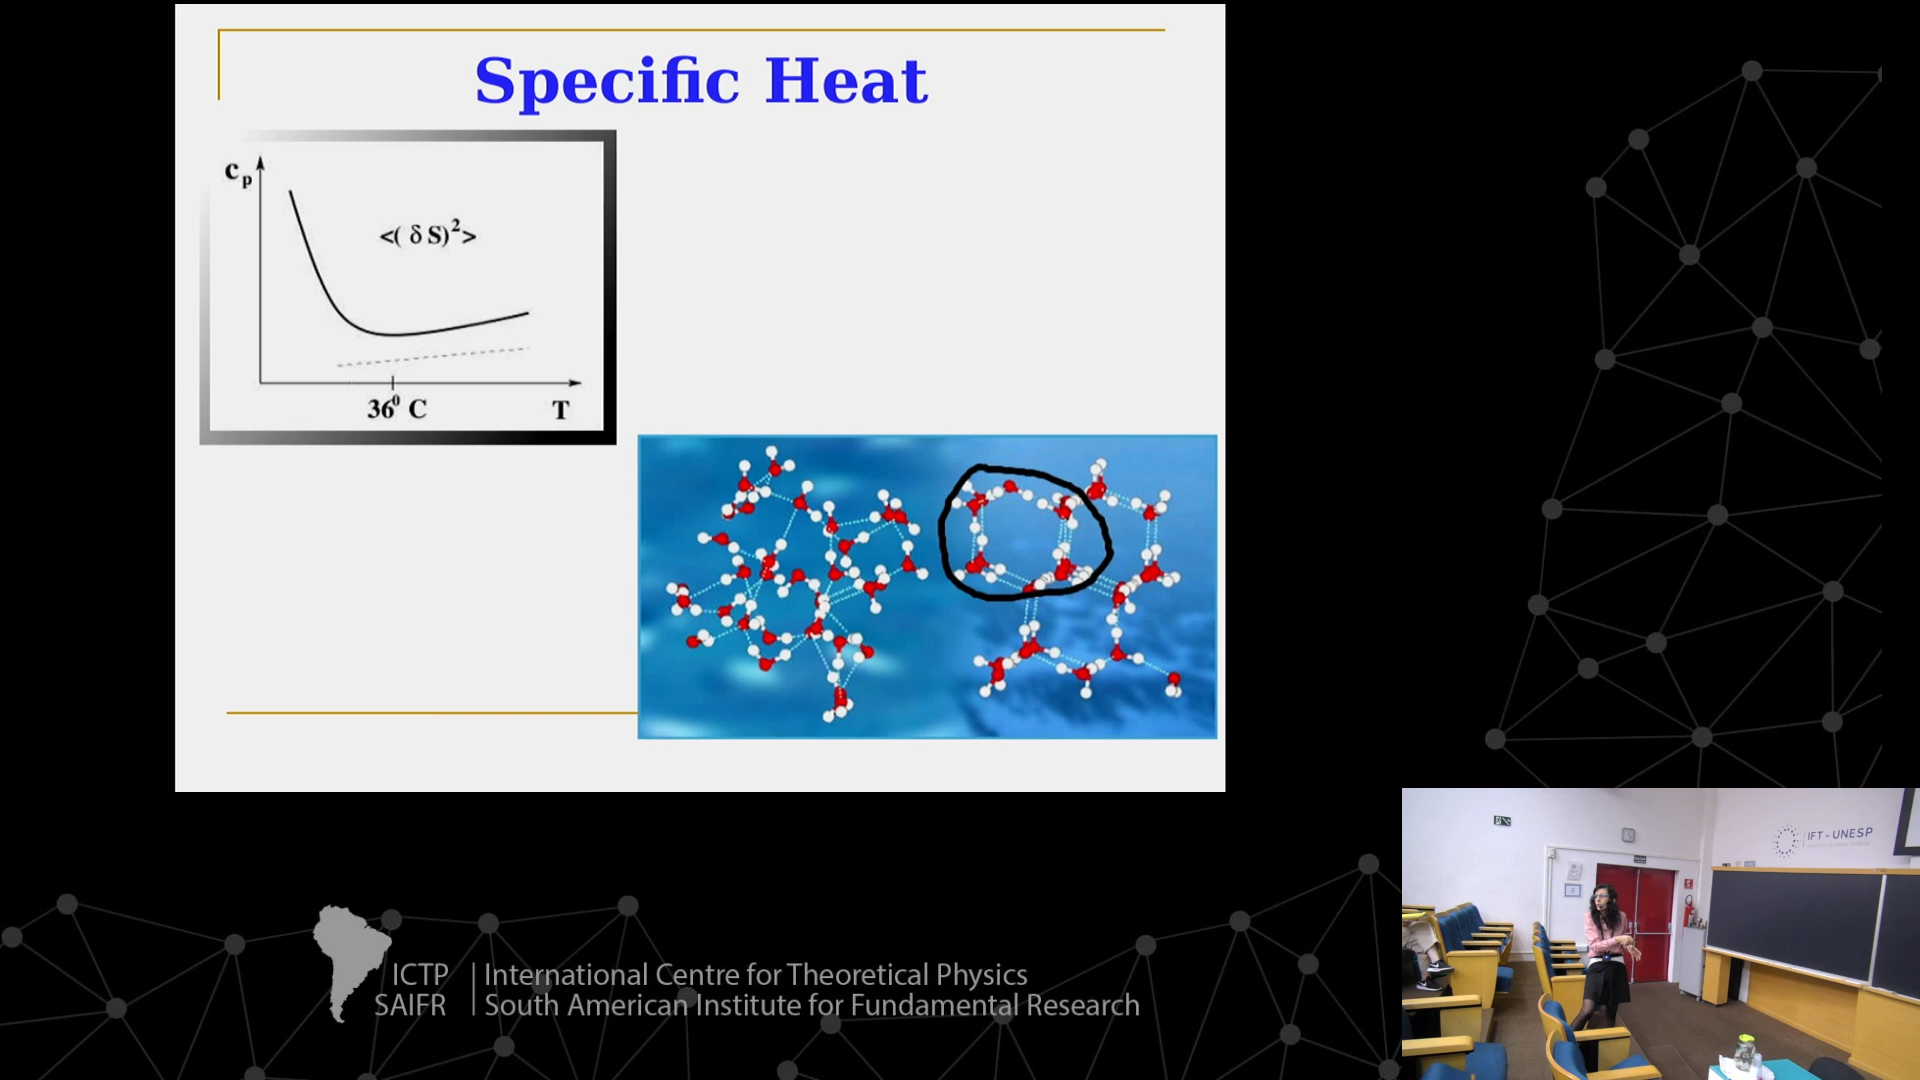 Specific Heat
c_p
<( δ S)²>
36⁰ C
T
IFT - UNESP
ICTP
SAIFR
International Centre for Theoretical Physics
South American Institute for Fundamental Research